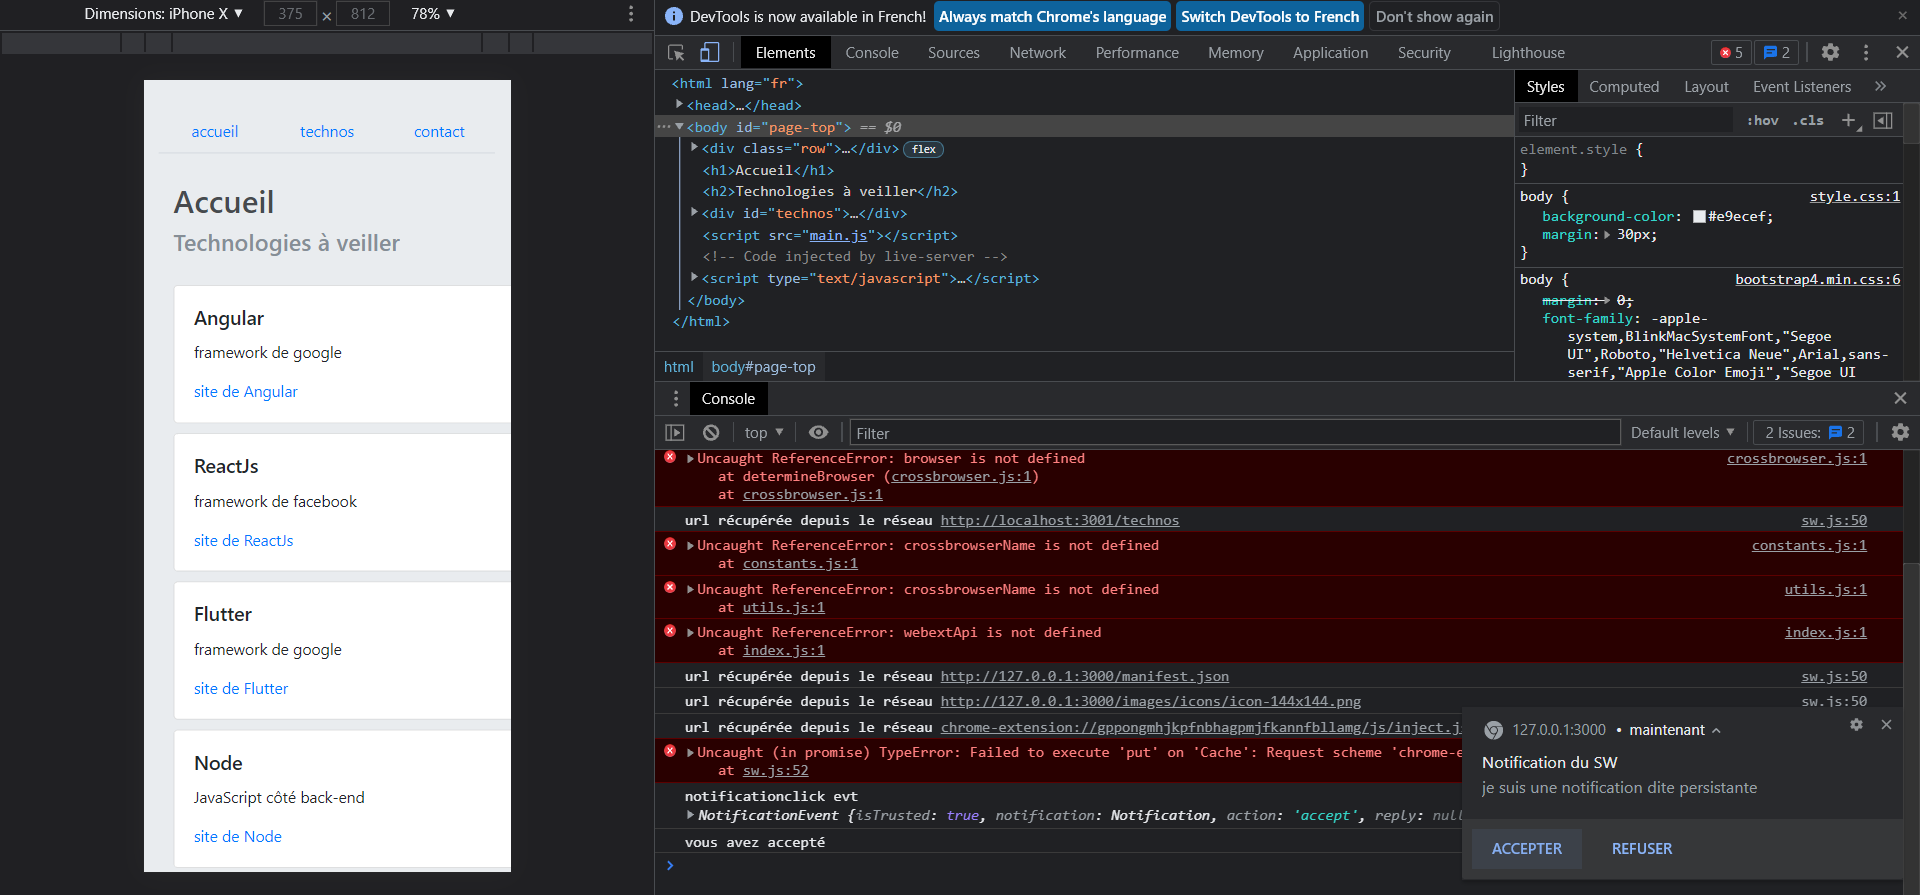 Dimensions: iPhone X ▼ 375 × 812 78% ▼
accueil technos contact
Accueil
Technologies à veiller
Angular
framework de google
site de Angular
ReactJs
framework de facebook
site de ReactJs
Flutter
framework de google
site de Flutter
Node
JavaScript côté back-end
site de Node
DevTools is now available in French! Always match Chrome's language Switch DevTools to French Don't show again
Elements Console Sources Network Performance Memory Application Security Lighthouse 5 2
<html lang="fr">
<head>…</head>
<body id="page-top"> == $0
<div class="row">…</div> flex
<h1>Accueil</h1>
<h2>Technologies à veiller</h2>
<div id="technos">…</div>
<script src="main.js"></script>
<!-- Code injected by live-server -->
<script type="text/javascript">…</script>
</body>
</html>
html body#page-top
Styles Computed Layout Event Listeners »
Filter :hov .cls +
element.style {
}
body { style.css:1
background-color: #e9ecef;
margin: 30px;
}
body { bootstrap4.min.css:6
margin: 0;
font-family: -apple-
system,BlinkMacSystemFont,"Segoe
UI",Roboto,"Helvetica Neue",Arial,sans-
serif,"Apple Color Emoji","Segoe UI
Console
top ▼ Filter Default levels ▼ 2 Issues: 2
Uncaught ReferenceError: browser is not defined crossbrowser.js:1
at determineBrowser (crossbrowser.js:1)
at crossbrowser.js:1
url récupérée depuis le réseau http://localhost:3001/technos sw.js:50
Uncaught ReferenceError: crossbrowserName is not defined constants.js:1
at constants.js:1
Uncaught ReferenceError: crossbrowserName is not defined utils.js:1
at utils.js:1
Uncaught ReferenceError: webextApi is not defined index.js:1
at index.js:1
url récupérée depuis le réseau http://127.0.0.1:3000/manifest.json sw.js:50
url récupérée depuis le réseau http://127.0.0.1:3000/images/icons/icon-144x144.png sw.js:50
url récupérée depuis le réseau chrome-extension://gppongmhjkpfnbhagpmjfkannfbllamg/js/inject.j
Uncaught (in promise) TypeError: Failed to execute 'put' on 'Cache': Request scheme 'chrome-e
at sw.js:52
notificationclick evt
NotificationEvent {isTrusted: true, notification: Notification, action: 'accept', reply: null
vous avez accepté
127.0.0.1:3000 • maintenant
Notification du SW
je suis une notification dite persistante
ACCEPTER REFUSER